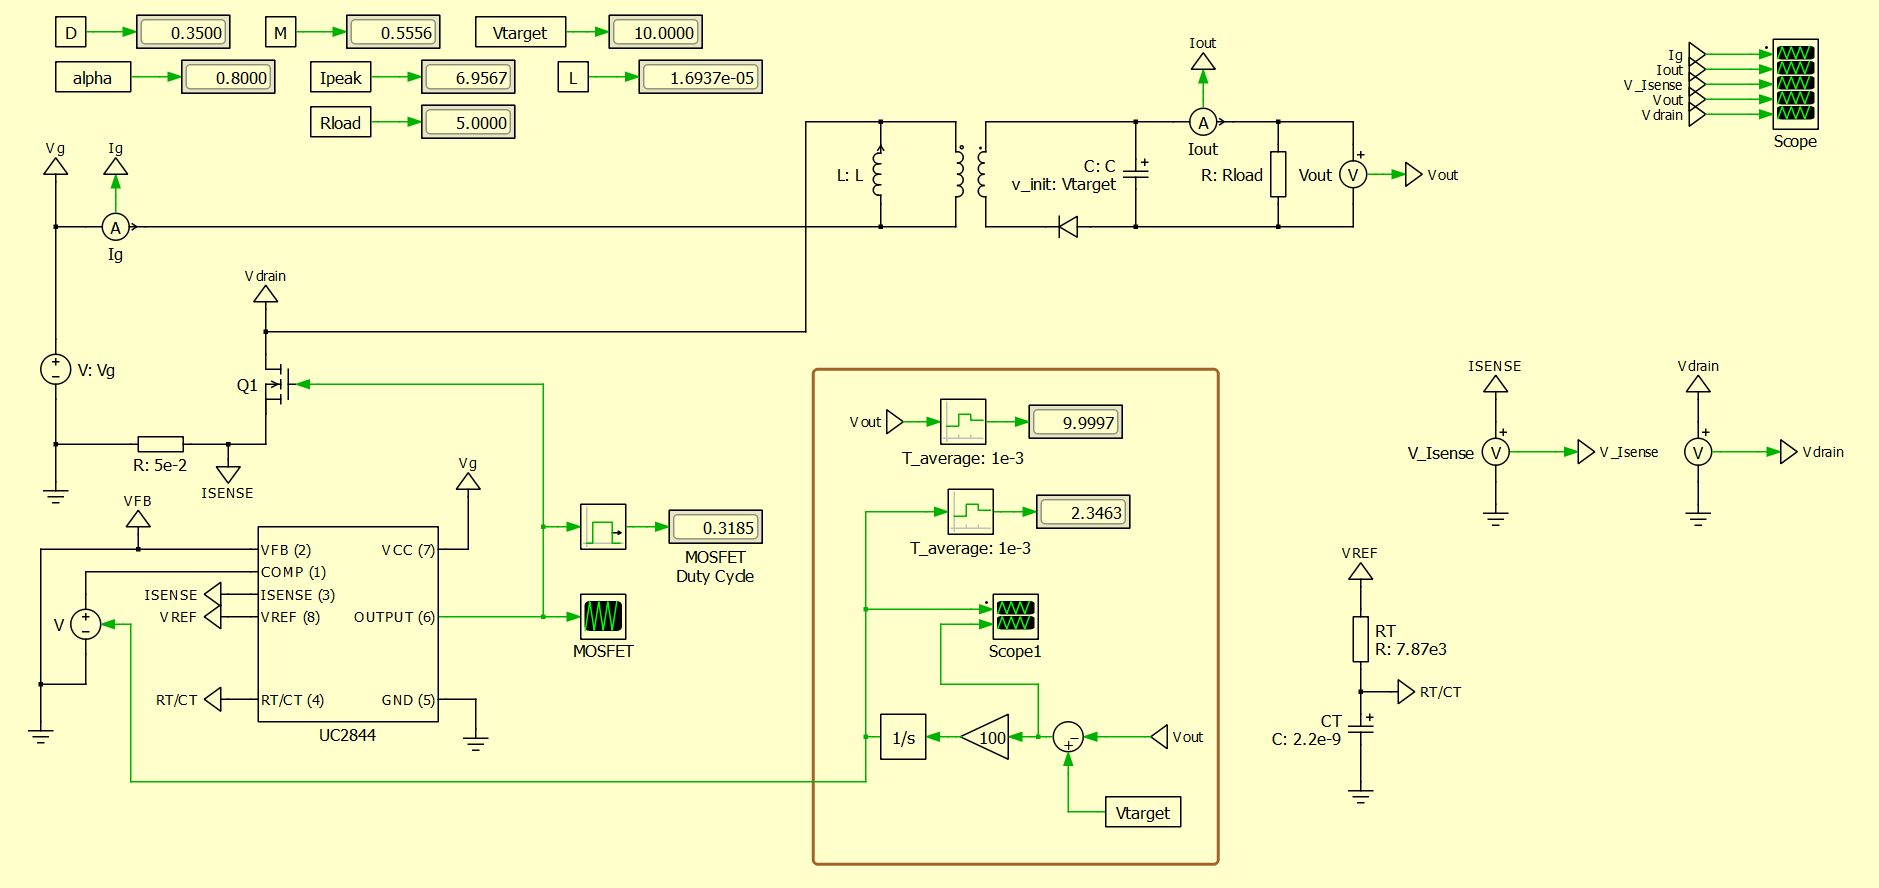 D
0.3500
M
0.5556
Vtarget
10.0000
alpha
0.8000
Ipeak
6.9567
L
1.6937e-05
Rload
5.0000
Vg
Ig
A
Ig
Vdrain
V: Vg
Q1
R: 5e-2
ISENSE
L: L
C: C
v_init: Vtarget
Iout
A
Iout
R: Rload
Vout
V
Vout
Ig
Iout
V_Isense
Vout
Vdrain
Scope
VFB
Vg
VFB (2)
COMP (1)
ISENSE (3)
VREF (8)
RT/CT (4)
VCC (7)
OUTPUT (6)
GND (5)
UC2844
ISENSE
VREF
RT/CT
V
0.3185
MOSFET
Duty Cycle
MOSFET
Vout
9.9997
T_average: 1e-3
2.3463
T_average: 1e-3
Scope1
1/s
100
Vout
Vtarget
ISENSE
V_Isense
V
V_Isense
Vdrain
V
Vdrain
VREF
RT
R: 7.87e3
RT/CT
CT
C: 2.2e-9